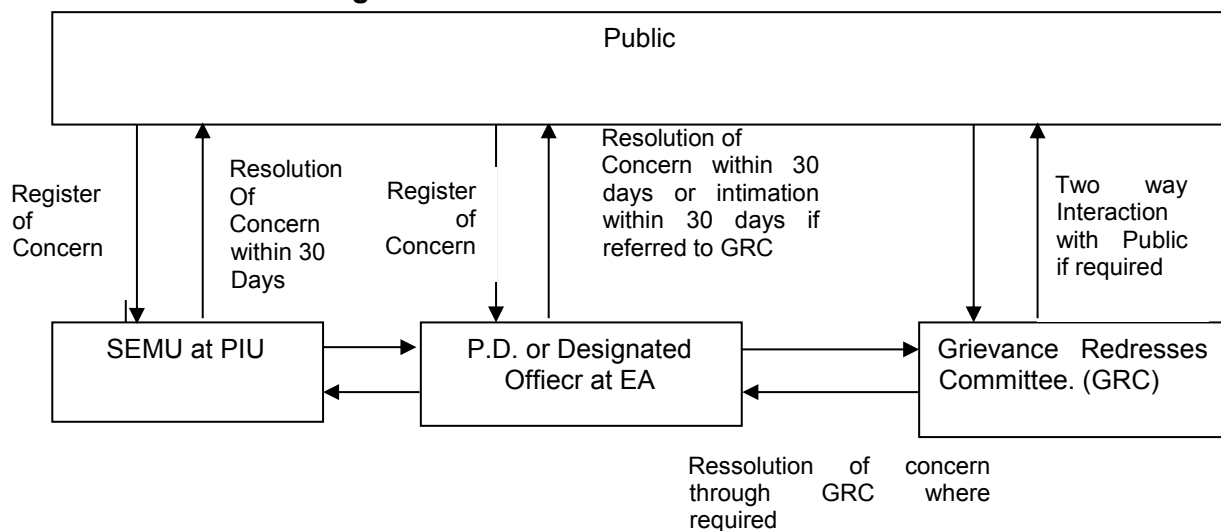 Public
Register
of
Concern
Resolution
Of
Concern
within 30
Days
Register
of
Concern
Resolution of
Concern within 30
days or intimation
within 30 days if
referred to GRC
Two way
Interaction
with Public
if required
SEMU at PIU
P.D. or Designated
Offiecr at EA
Grievance Redresses
Committee. (GRC)
Ressolution of concern
through GRC where
required